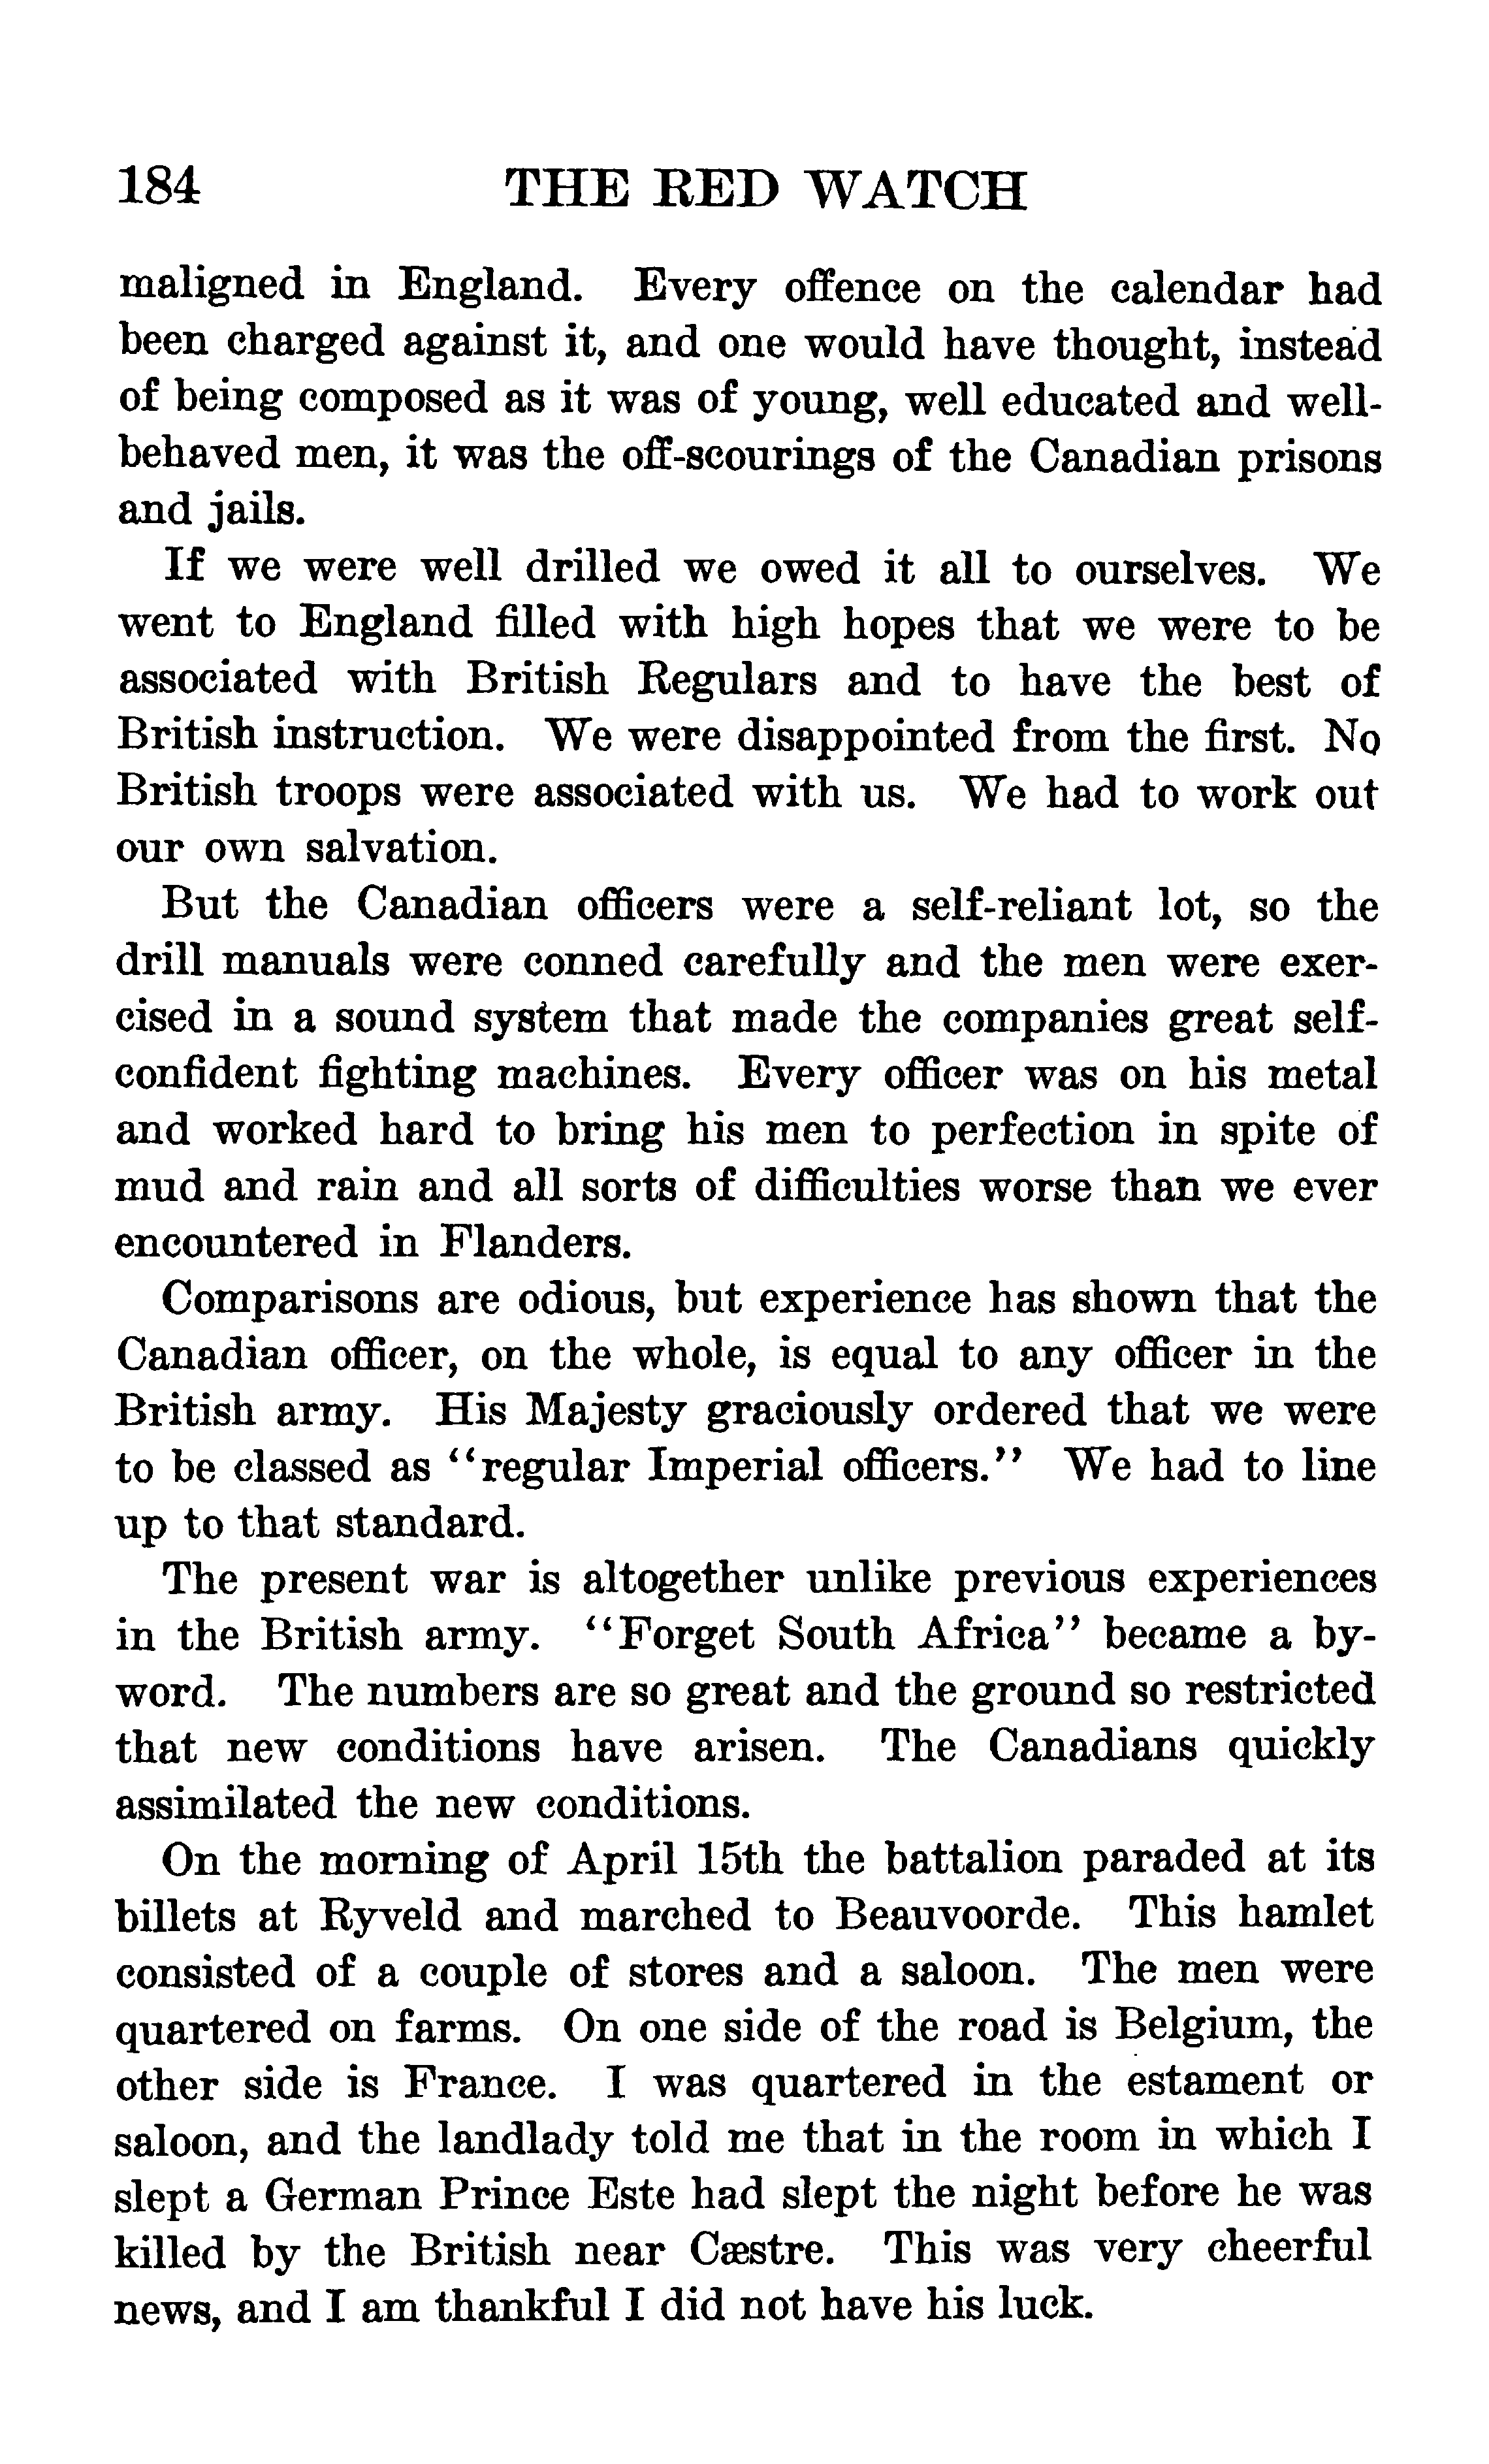 184 THE RED WATCH
maligned in England. Every offence on the calendar had
been charged against it, and one would have thought, instead
of being composed as it was of young, well educated and well-
behaved men, it was the off-scourings of the Canadian prisons
and jails.
If we were well drilled we owed it all to ourselves. We
went to England filled with high hopes that we were to be
associated with British Regulars and to have the best of
British instruction. We were disappointed from the first. No
British troops were associated with us. We had to work out
our own salvation.
But the Canadian officers were a self-reliant lot, so the
drill manuals were conned carefully and the men were exer-
cised in a sound system that made the companies great self-
confident fighting machines. Every officer was on his metal
and worked hard to bring his men to perfection in spite of
mud and rain and all sorts of difficulties worse than we ever
encountered in Flanders.
Comparisons are odious, but experience has shown that the
Canadian officer, on the whole, is equal to any officer in the
British army. His Majesty graciously ordered that we were
to be classed as "regular Imperial officers." We had to line
up to that standard.
The present war is altogether unlike previous experiences
in the British army. "Forget South Africa" became a by-
word. The numbers are so great and the ground so restricted
that new conditions have arisen. The Canadians quickly
assimilated the new conditions.
On the morning of April 15th the battalion paraded at its
billets at Ryveld and marched to Beauvoorde. This hamlet
consisted of a couple of stores and a saloon. The men were
quartered on farms. On one side of the road is Belgium, the
other side is France. I was quartered in the estament or
saloon, and the landlady told me that in the room in which I
slept a German Prince Este had slept the night before he was
killed by the British near Cæstre. This was very cheerful
news, and I am thankful I did not have his luck.